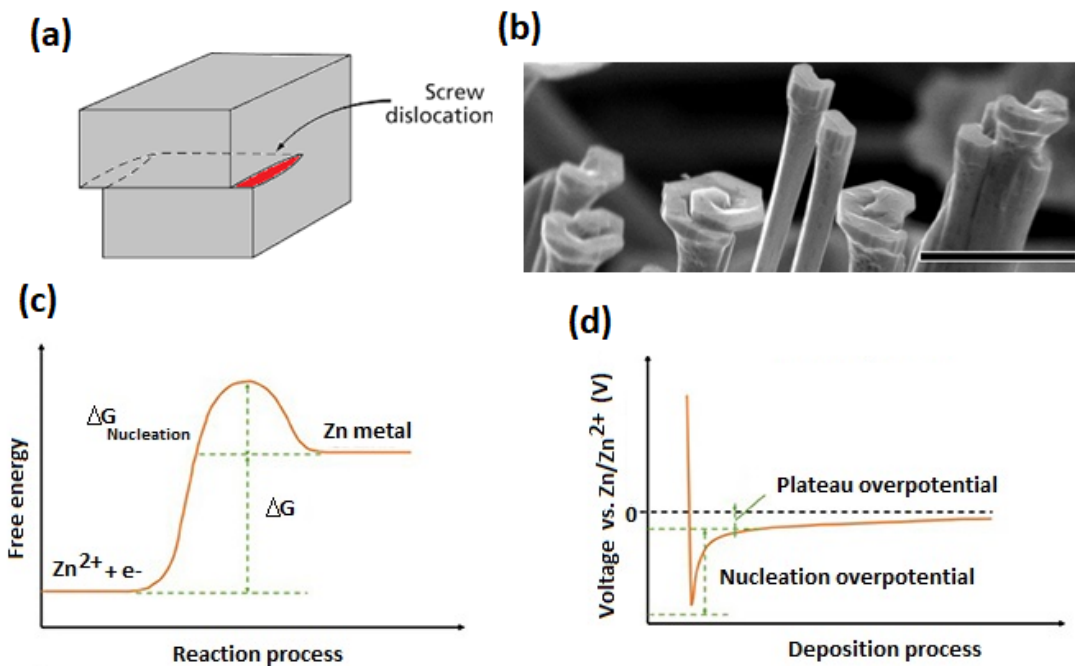 (a)
Screw
dislocation
(b)
(c)
Free energy
ΔG
Nucleation
Zn metal
ΔG
Zn2+ + e-
Reaction process
(d)
Voltage vs. Zn/Zn2+ (V)
0
Plateau overpotential
Nucleation overpotential
Deposition process